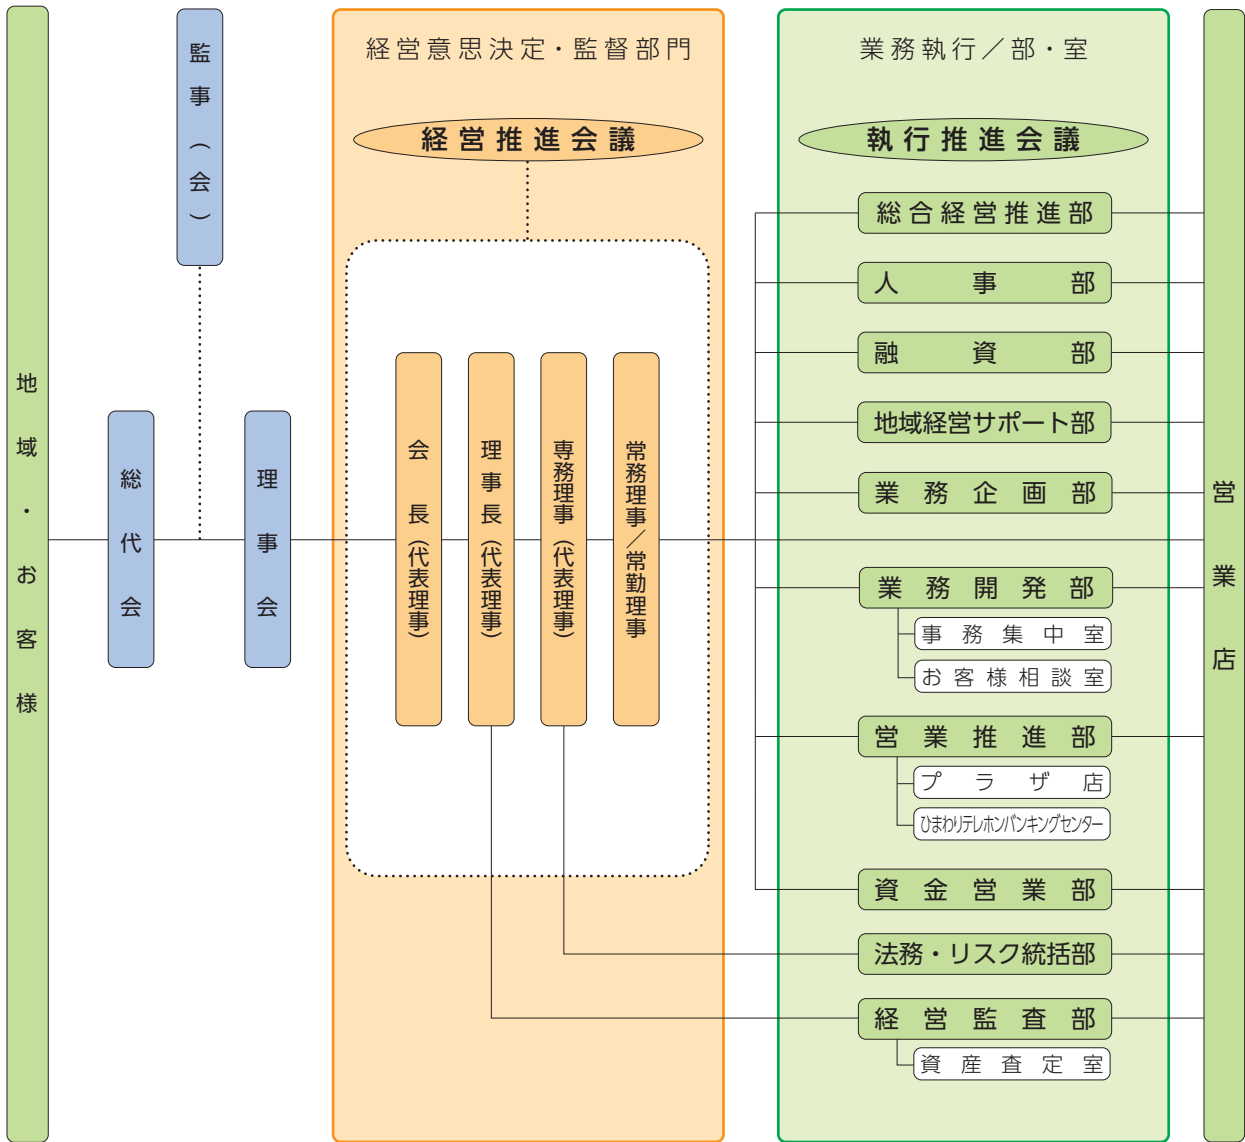 地域・お客様
監事（会）
総代会
理事会
経営意思決定・監督部門
経営推進会議
会長（代表理事）
理事長（代表理事）
専務理事（代表理事）
常務理事／常勤理事
業務執行／部・室
執行推進会議
総合経営推進部
人事部
融資部
地域経営サポート部
業務企画部
業務開発部
事務集中室
お客様相談室
営業推進部
プラザ店
ひまわりテレホンバンキングセンター
資金営業部
法務・リスク統括部
経営監査部
資産査定室
営業店